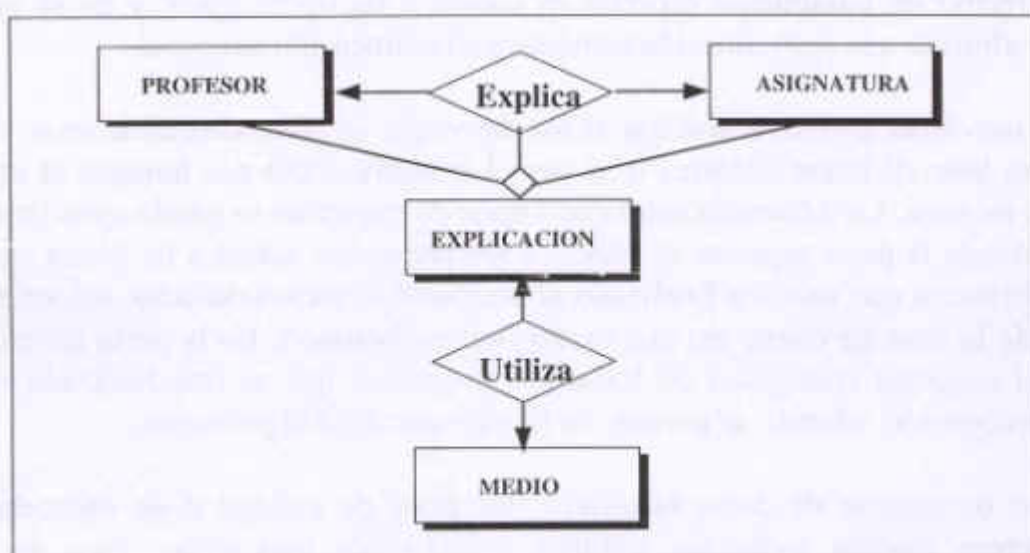 PROFESOR
Explica
ASIGNATURA
EXPLICACION
Utiliza
MEDIO